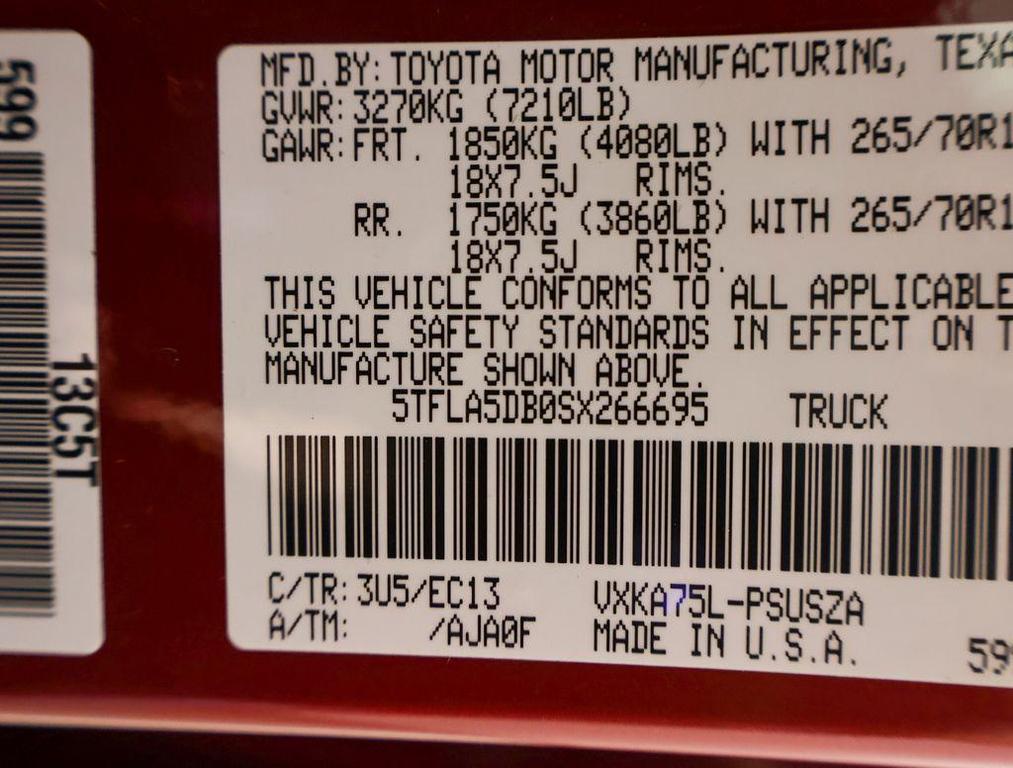 599
13C5T
MFD.BY: TOYOTA MOTOR MANUFACTURING, TEXA
GVWR: 3270KG (7210LB)
GAWR: FRT. 1850KG (4080LB) WITH 265/70R1
18X7.5J RIMS.
RR. 1750KG (3860LB) WITH 265/70R1
18X7.5J RIMS.
THIS VEHICLE CONFORMS TO ALL APPLICABLE
VEHICLE SAFETY STANDARDS IN EFFECT ON T
MANUFACTURE SHOWN ABOVE.
5TFLA5DB0SX266695 TRUCK
C/TR: 3U5/EC13 VXKA75L-PSUSZA
A/TM: /AJA0F MADE IN U.S.A.
59